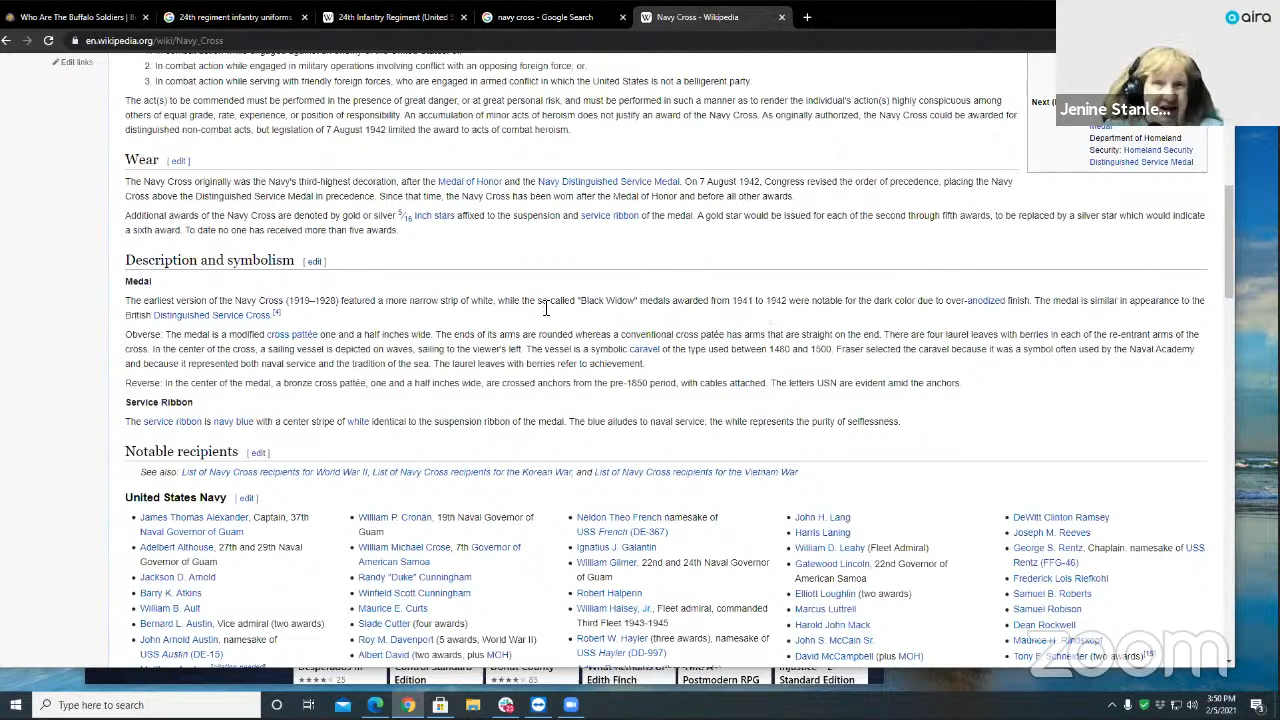 Who Are The Buffalo Soldiers | B
24th regiment infantry uniforms
24th Infantry Regiment (United S
navy cross - Google Search
Navy Cross - Wikipedia
aira
en.wikipedia.org/wiki/Navy_Cross
Jenine Stanle...
Edit links
2. In combat action while engaged in military operations involving conflict with an opposing foreign force; or,
3. In combat action while serving with friendly foreign forces, who are engaged in armed conflict in which the United States is not a belligerent party.
The act(s) to be commended must be performed in the presence of great danger, or at great personal risk, and must be performed in such a manner as to render the individual's action(s) highly conspicuous among
others of equal grade, rate, experience, or position of responsibility. An accumulation of minor acts of heroism does not justify an award of the Navy Cross. As originally authorized, the Navy Cross could be awarded for
distinguished non-combat acts, but legislation of 7 August 1942 limited the award to acts of combat heroism.
Next
Department of Homeland
Security: Homeland Security
Distinguished Service Medal
Wear [ edit ]
The Navy Cross originally was the Navy's third-highest decoration, after the Medal of Honor and the Navy Distinguished Service Medal. On 7 August 1942, Congress revised the order of precedence, placing the Navy
Cross above the Distinguished Service Medal in precedence. Since that time, the Navy Cross has been worn after the Medal of Honor and before all other awards.
Additional awards of the Navy Cross are denoted by gold or silver 5/16 inch stars affixed to the suspension and service ribbon of the medal. A gold star would be issued for each of the second through fifth awards, to be replaced by a silver star which would indicate
a sixth award. To date no one has received more than five awards.
Description and symbolism [ edit ]
Medal
The earliest version of the Navy Cross (1919–1928) featured a more narrow strip of white, while the so-called "Black Widow" medals awarded from 1941 to 1942 were notable for the dark color due to over-anodized finish. The medal is similar in appearance to the
British Distinguished Service Cross.[4]
Obverse: The medal is a modified cross pattée one and a half inches wide. The ends of its arms are rounded whereas a conventional cross patée has arms that are straight on the end. There are four laurel leaves with berries in each of the re-entrant arms of the
cross. In the center of the cross, a sailing vessel is depicted on waves, sailing to the viewer's left. The vessel is a symbolic caravel of the type used between 1480 and 1500. Fraser selected the caravel because it was a symbol often used by the Naval Academy
and because it represented both naval service and the tradition of the sea. The laurel leaves with berries refer to achievement.
Reverse: In the center of the medal, a bronze cross pattée, one and a half inches wide, are crossed anchors from the pre-1850 period, with cables attached. The letters USN are evident amid the anchors.
Service Ribbon
The service ribbon is navy blue with a center stripe of white identical to the suspension ribbon of the medal. The blue alludes to naval service; the white represents the purity of selflessness.
Notable recipients [ edit ]
See also: List of Navy Cross recipients for World War II, List of Navy Cross recipients for the Korean War, and List of Navy Cross recipients for the Vietnam War
United States Navy [ edit ]
James Thomas Alexander, Captain, 37th
Naval Governor of Guam
Adelbert Althouse, 27th and 29th Naval
Governor of Guam
Jackson D. Arnold
Barry K. Atkins
William B. Ault
Bernard L. Austin, Vice admiral (two awards)
John Arnold Austin, namesake of
USS Austin (DE-15)
William P. Cronan, 19th Naval Governor of
Guam
William Michael Crose, 7th Governor of
American Samoa
Randy "Duke" Cunningham
Winfield Scott Cunningham
Maurice E. Curts
Slade Cutter (four awards)
Roy M. Davenport (5 awards, World War II)
Albert David (two awards, plus MOH)
Neldon Theo French namesake of
USS French (DE-367)
Ignatius J. Galantin
William Gilmer, 22nd and 24th Naval Governor
of Guam
Robert Halperin
William Halsey, Jr., Fleet admiral, commanded
Third Fleet 1943-1945
Robert W. Hayler (three awards), namesake of
USS Hayler (DD-997)
John H. Lang
Harris Laning
William D. Leahy (Fleet Admiral)
Gatewood Lincoln, 22nd Governor of
American Samoa
Elliott Loughlin (two awards)
Marcus Luttrell
Harold John Mack
John S. McCain Sr.
David McCampbell (plus MOH)
DeWitt Clinton Ramsey
Joseph M. Reeves
George S. Rentz, Chaplain, namesake of USS
Rentz (FFG-46)
Frederick Lois Riefkohl
Samuel B. Roberts
Samuel Robison
Dean Rockwell
Maurice H. Rindskopf
Tony F. Schneider (two awards)[15]
zoom
25
Control Standard
Edition
85
Edith Finch
Postmodern RPG
Standard Edition
Type here to search
3:50 PM
2/5/2021
3